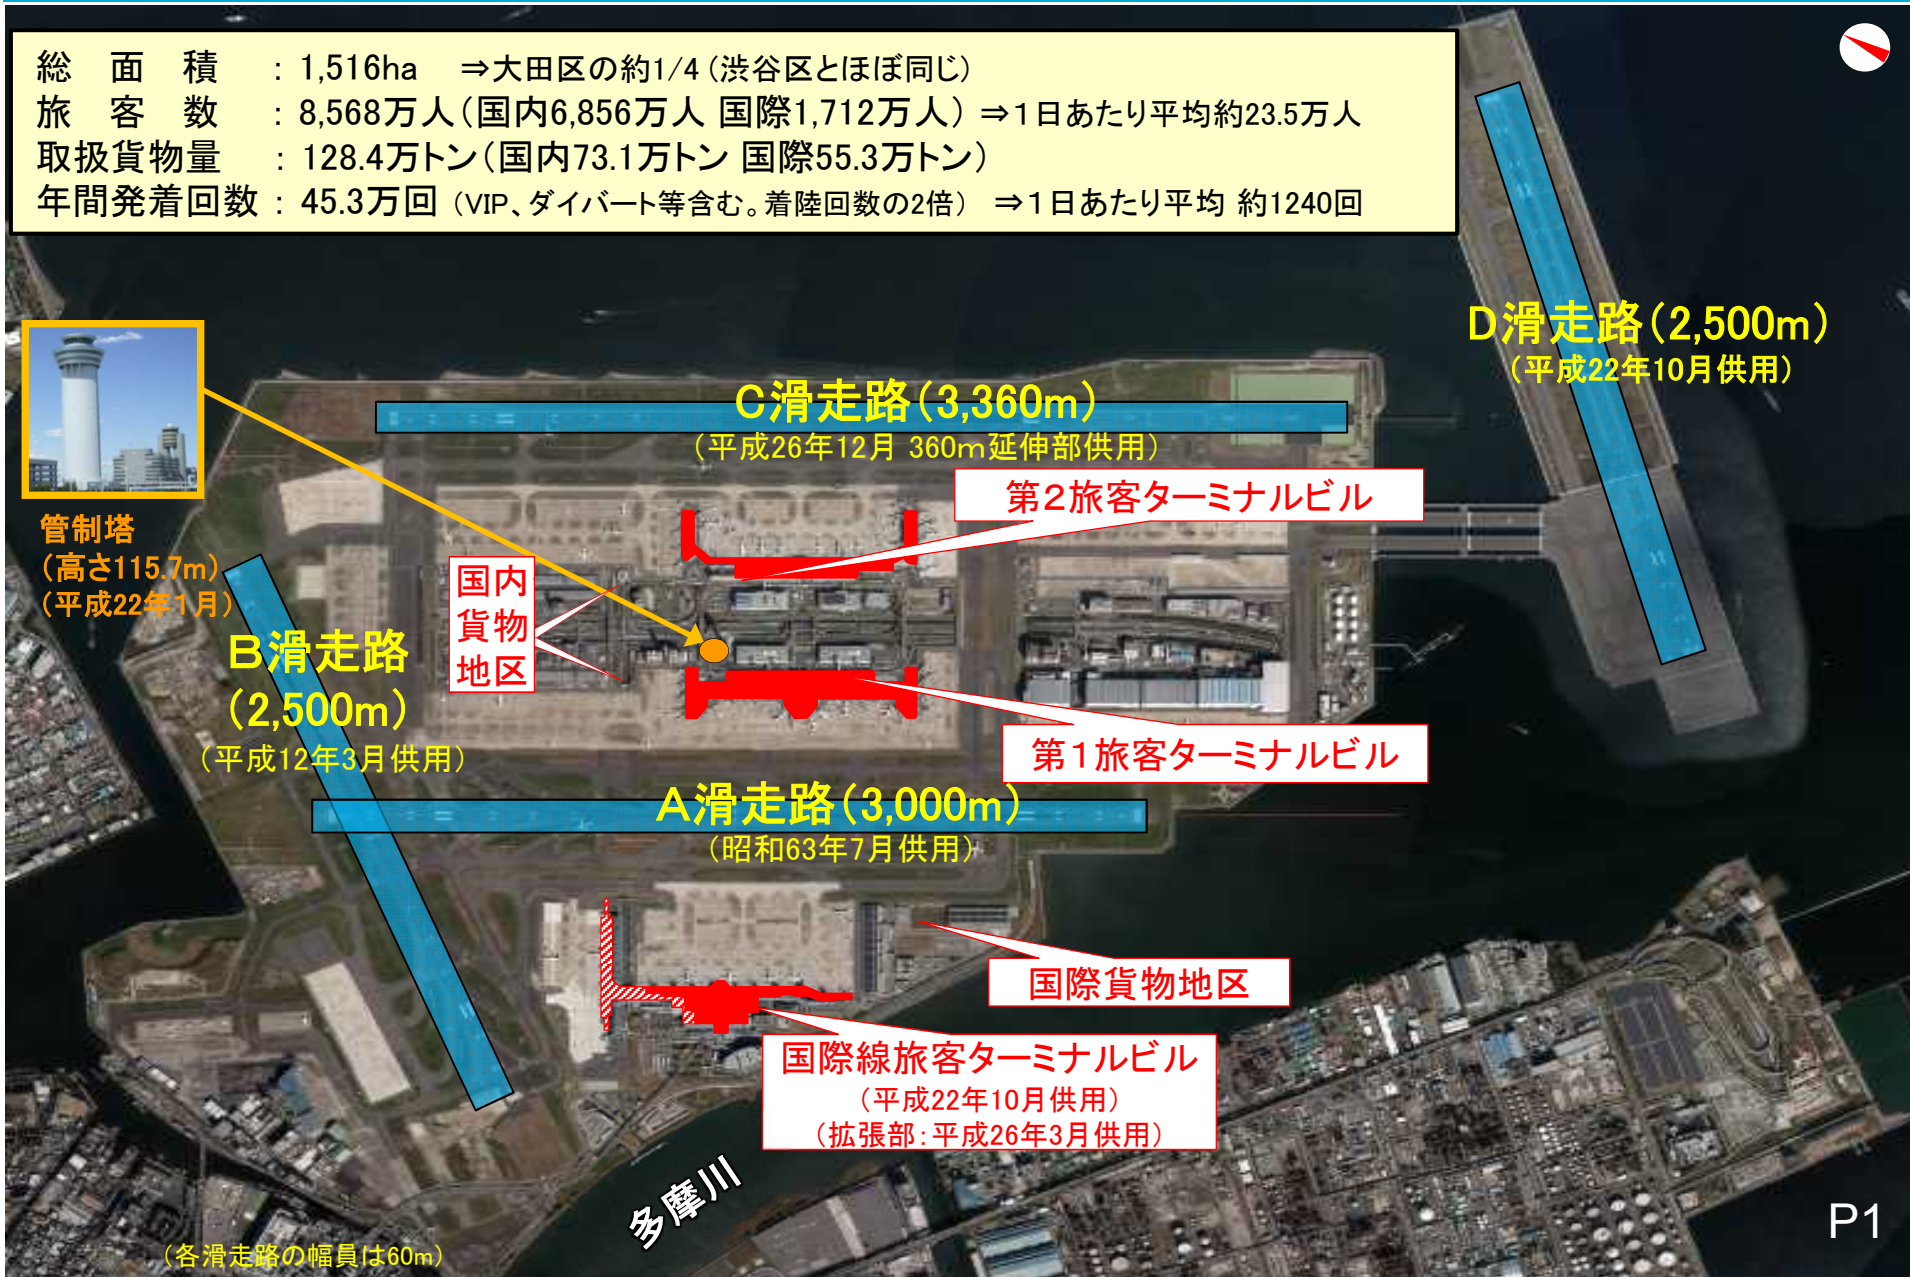 総　面　積　：1,516ha　⇒大田区の約1/4（渋谷区とほぼ同じ）
旅　客　数　：8,568万人（国内6,856万人 国際1,712万人）⇒１日あたり平均約23.5万人
取扱貨物量　：128.4万トン（国内73.1万トン 国際55.3万トン）
年間発着回数：45.3万回（VIP、ダイバート等含む。着陸回数の2倍）⇒１日あたり平均 約1240回
D滑走路（2,500m）
（平成22年10月供用）
C滑走路（3,360m）
（平成26年12月 360m延伸部供用）
第２旅客ターミナルビル
管制塔
（高さ115.7m）
（平成22年1月）
国内
貨物
地区
B滑走路
（2,500m）
（平成12年3月供用）
第１旅客ターミナルビル
A滑走路（3,000m）
（昭和63年7月供用）
国際貨物地区
国際線旅客ターミナルビル
（平成22年10月供用）
（拡張部：平成26年3月供用）
多摩川
P1
（各滑走路の幅員は60m）